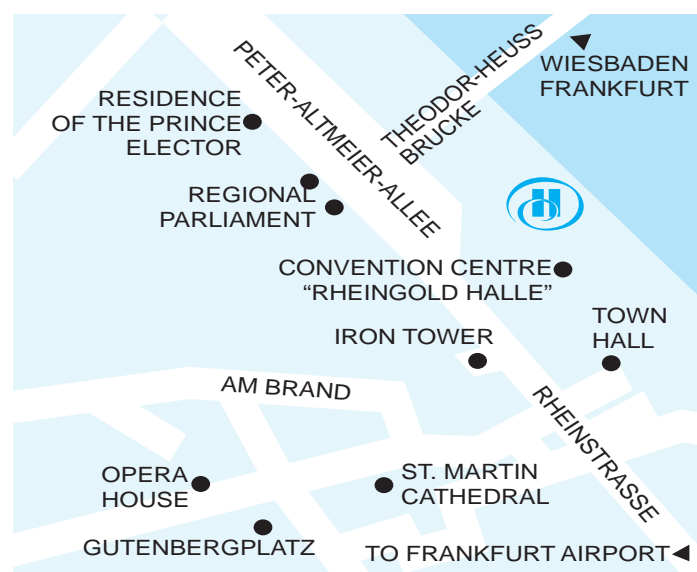 PETER-ALTMEIER-ALLEE
THEODOR-HEUSS
BRUCKE
WIESBADEN
FRANKFURT
RESIDENCE
OF THE PRINCE
ELECTOR
REGIONAL
PARLIAMENT
H
CONVENTION CENTRE
“RHEINGOLD HALLE”
TOWN
HALL
IRON TOWER
AM BRAND
RHEINSTRASSE
OPERA
HOUSE
ST. MARTIN
CATHEDRAL
GUTENBERGPLATZ
TO FRANKFURT AIRPORT